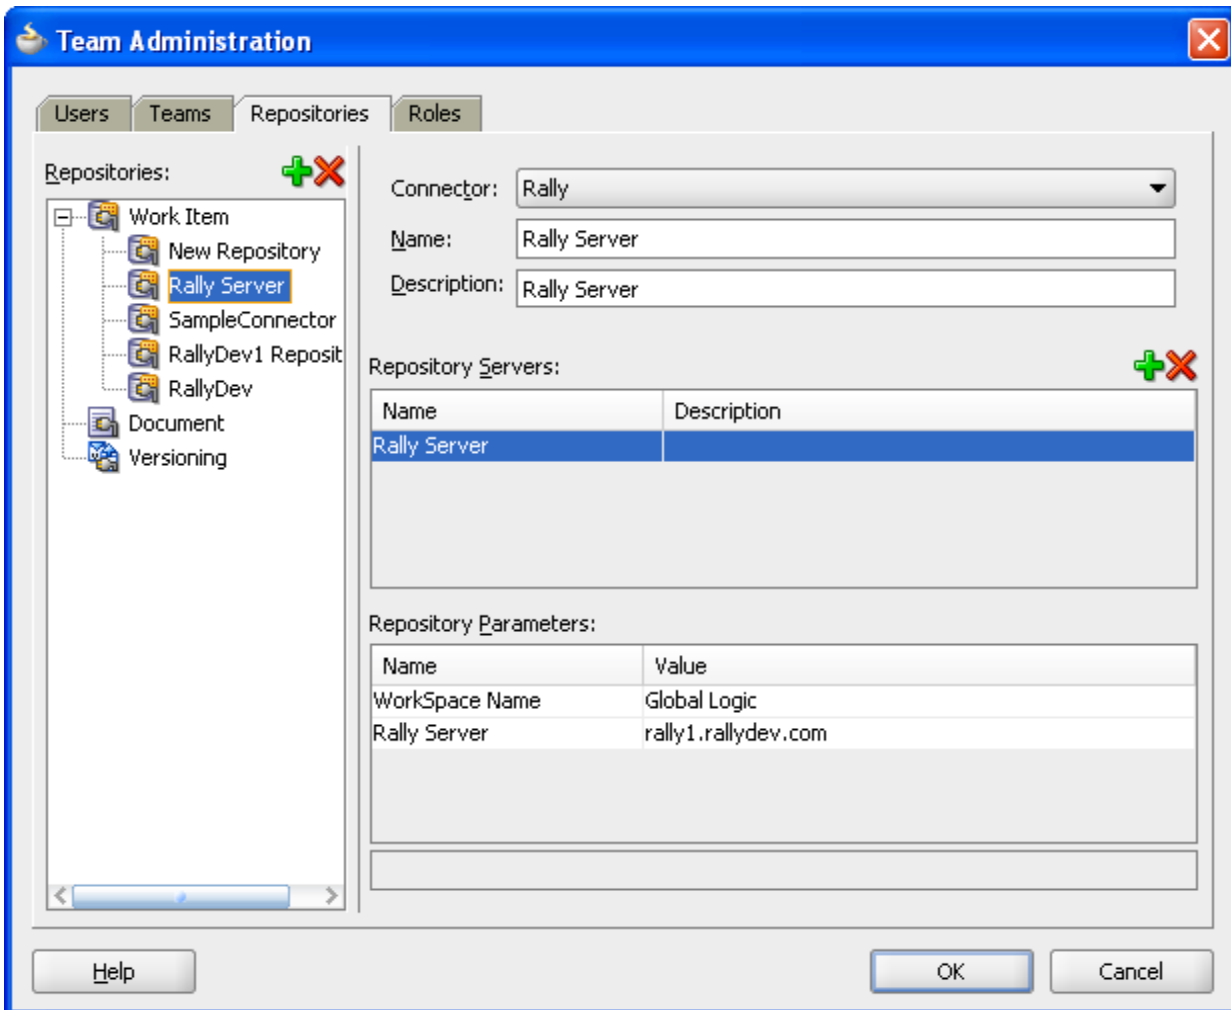 Team Administration
Users Teams Repositories Roles
Repositories:
Work Item
New Repository
Rally Server
SampleConnector
RallyDev1 Reposit
RallyDev
Document
Versioning
Connector: Rally
Name: Rally Server
Description: Rally Server
Repository Servers:
Name Description
Rally Server
Repository Parameters:
Name Value
WorkSpace Name Global Logic
Rally Server rally1.rallydev.com
Help OK Cancel